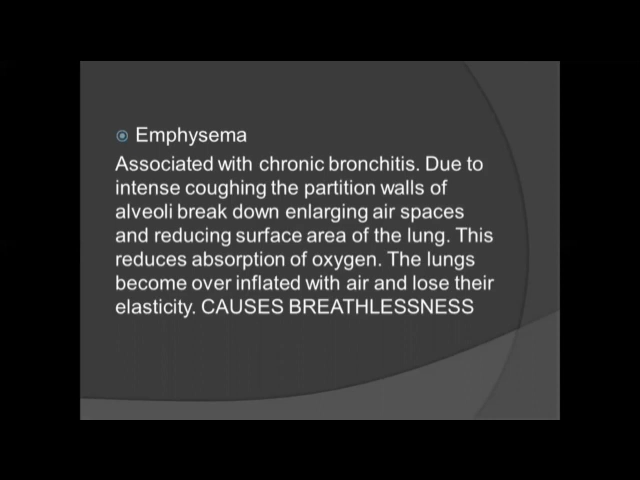 Emphysema
Associated with chronic bronchitis. Due to
intense coughing the partition walls of
alveoli break down enlarging air spaces
and reducing surface area of the lung. This
reduces absorption of oxygen. The lungs
become over inflated with air and lose their
elasticity. CAUSES BREATHLESSNESS